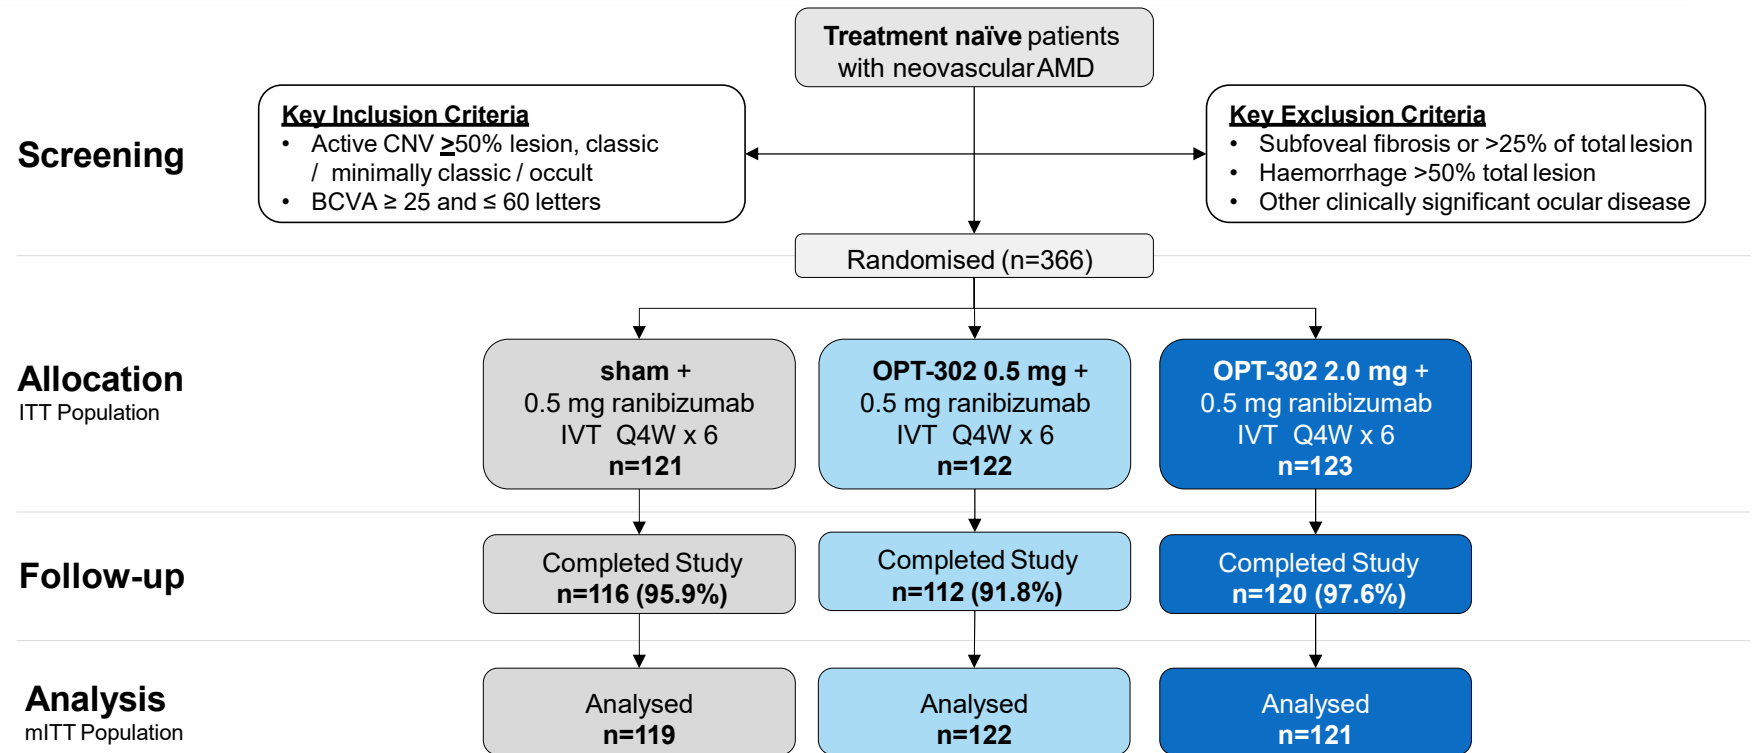 Treatment naïve patients
with neovascular AMD
Screening
Key Inclusion Criteria
• Active CNV ≥50% lesion, classic
/ minimally classic / occult
• BCVA ≥ 25 and ≤ 60 letters
Key Exclusion Criteria
• Subfoveal fibrosis or >25% of total lesion
• Haemorrhage >50% total lesion
• Other clinically significant ocular disease
Randomised (n=366)
Allocation
ITT Population
sham +
0.5 mg ranibizumab
IVT Q4W x 6
n=121
OPT-302 0.5 mg +
0.5 mg ranibizumab
IVT Q4W x 6
n=122
OPT-302 2.0 mg +
0.5 mg ranibizumab
IVT Q4W x 6
n=123
Follow-up
Completed Study
n=116 (95.9%)
Completed Study
n=112 (91.8%)
Completed Study
n=120 (97.6%)
Analysis
mITT Population
Analysed
n=119
Analysed
n=122
Analysed
n=121